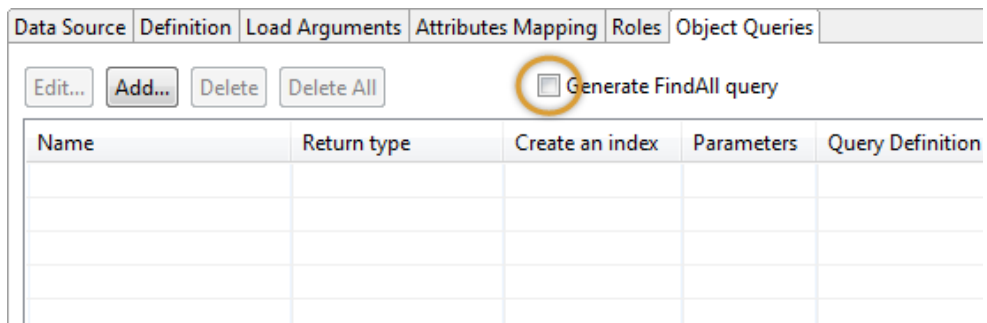 Data Source Definition Load Arguments Attributes Mapping Roles Object Queries
Edit... Add... Delete Delete All Generate FindAll query
Name Return type Create an index Parameters Query Definition